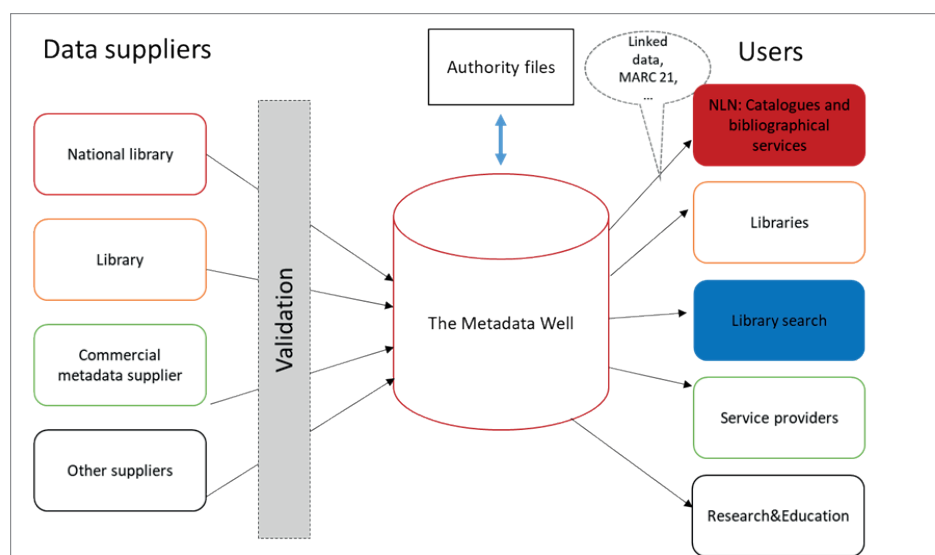 Data suppliers
Authority files
Linked
data,
MARC 21,
...
Users
National library
Library
Commercial
metadata supplier
Other suppliers
Validation
The Metadata Well
NLN: Catalogues and
bibliographical
services
Libraries
Library search
Service providers
Research&Education